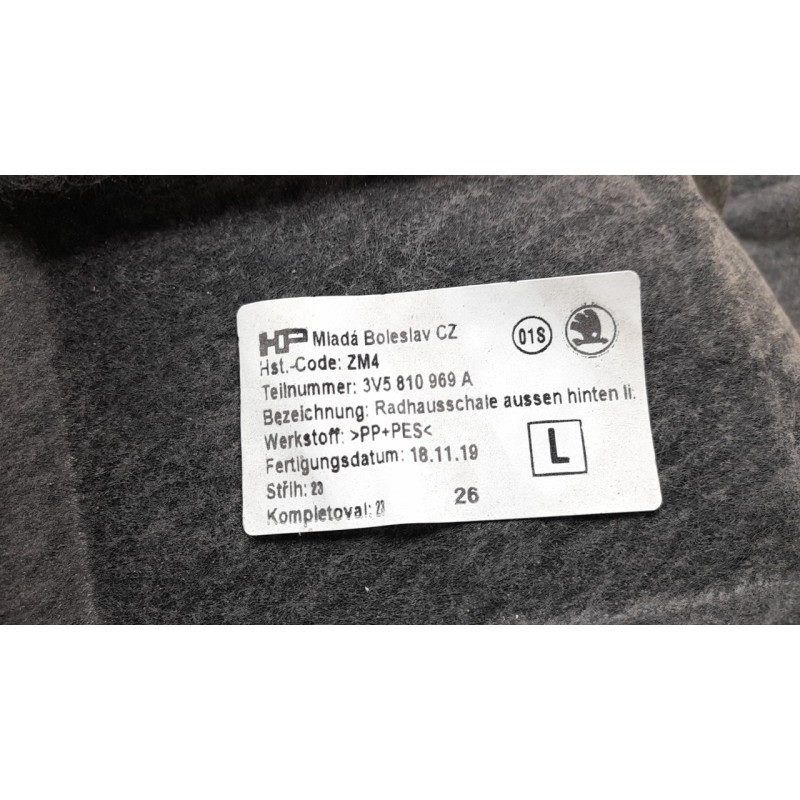 HP Mladá Boleslav CZ
01S
Hst.-Code: ZM4
Teilnummer: 3V5 810 969 A
Bezeichnung: Radhausschale aussen hinten li:
Werkstoff: >PP+PES<
L
Fertigungsdatum: 18.11.19
Střih: 23
26
Kompletoval: 23